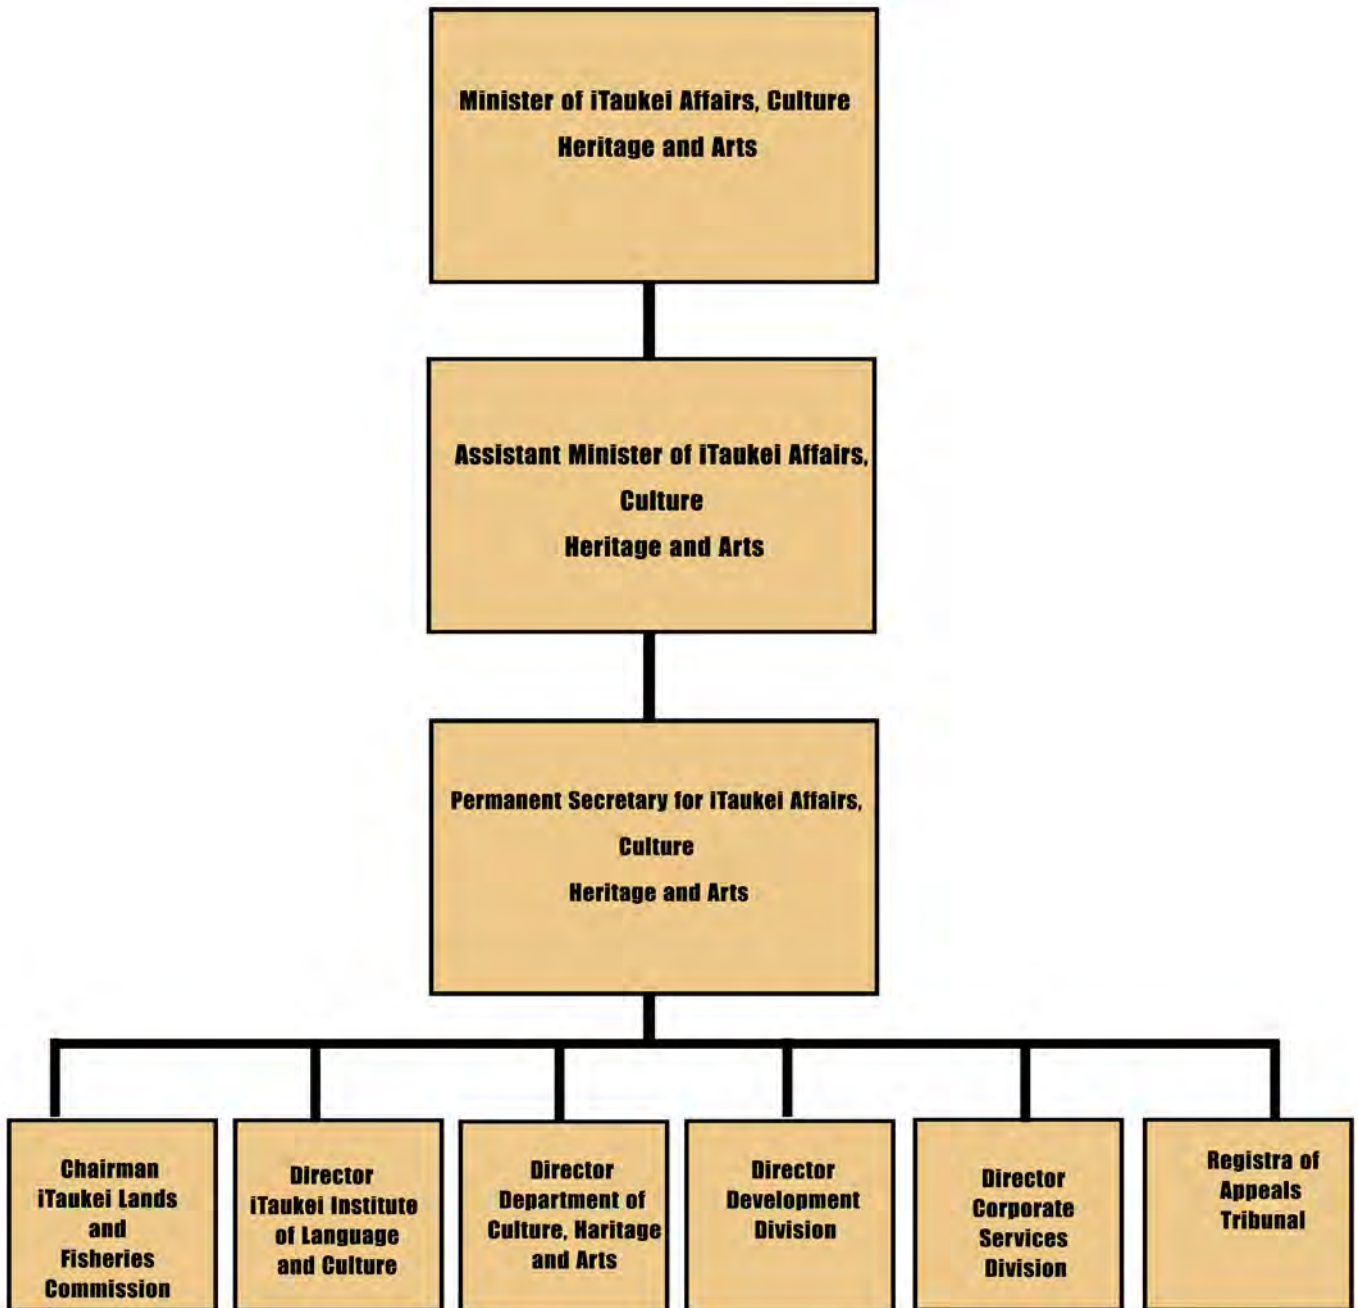 Minister of iTaukei Affairs, Culture
Heritage and Arts
Assistant Minister of iTaukei Affairs,
Culture
Heritage and Arts
Permanent Secretary for iTaukei Affairs,
Culture
Heritage and Arts
Chairman
iTaukei Lands
and
Fisheries
Commission
Director
iTaukei Institute
of Language
and Culture
Director
Department of
Culture, Haritage
and Arts
Director
Development
Division
Director
Corporate
Services
Division
Registra of
Appeals
Tribunal